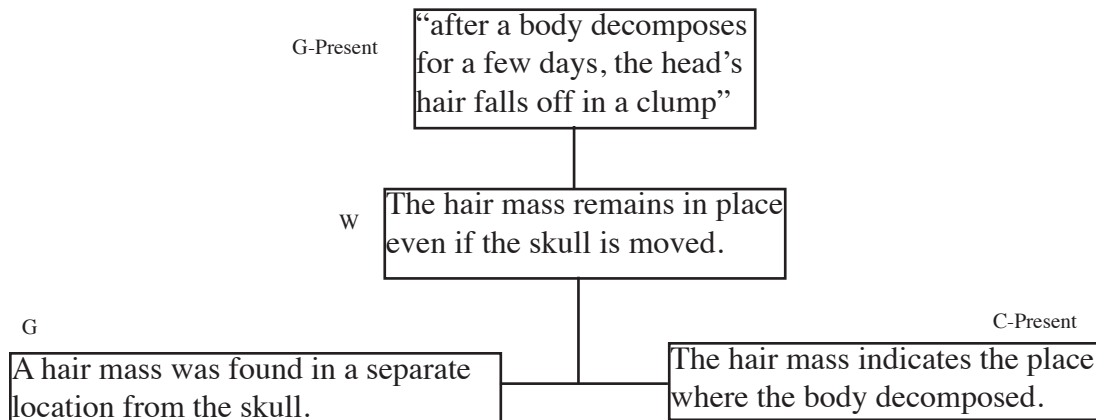 G-Present
“after a body decomposes
for a few days, the head’s
hair falls off in a clump”
W
The hair mass remains in place
even if the skull is moved.
G
A hair mass was found in a separate
location from the skull.
C-Present
The hair mass indicates the place
where the body decomposed.